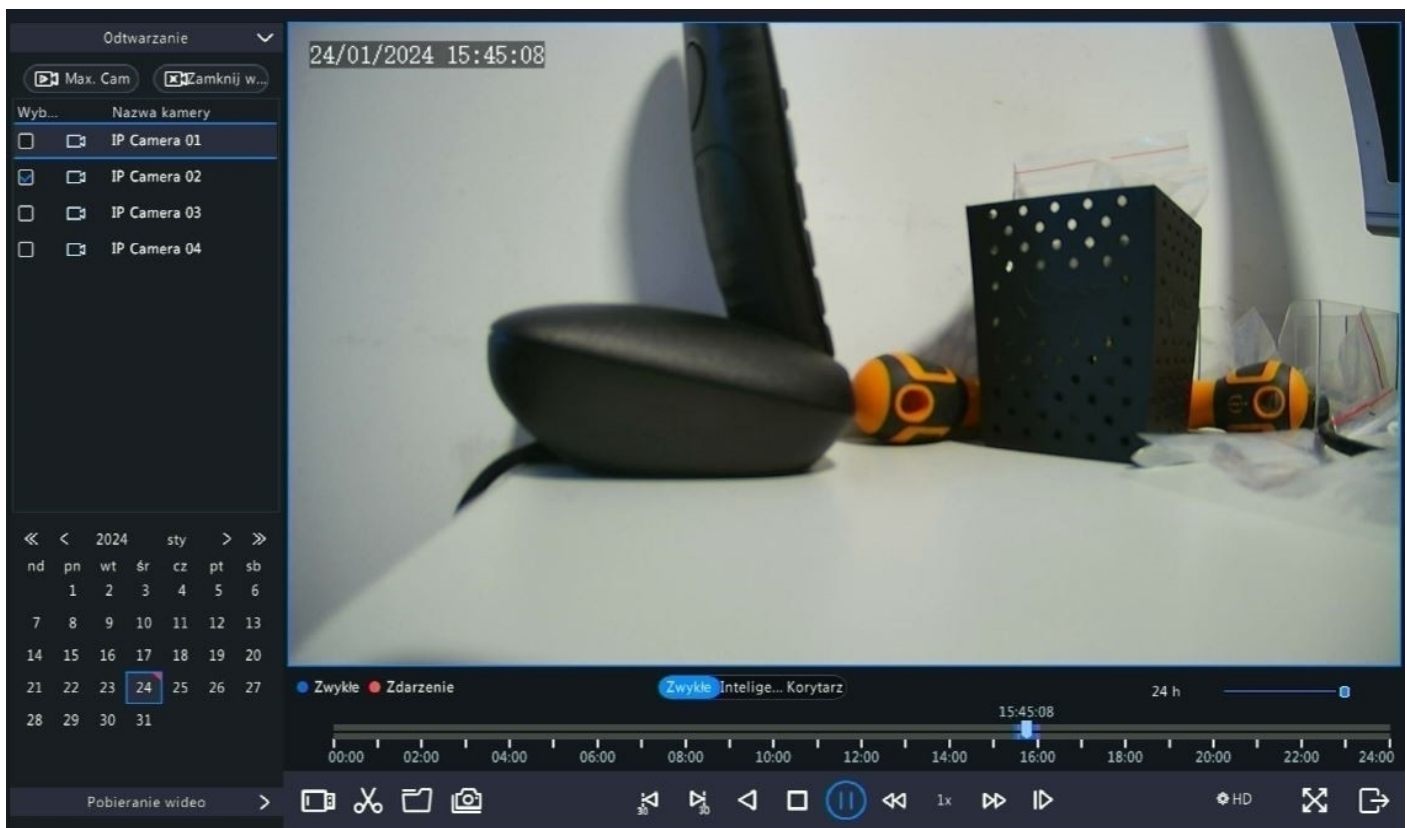 Odtwarzanie
Max. Cam
Zamknij w...
Wyb... Nazwa kamery
IP Camera 01
IP Camera 02
IP Camera 03
IP Camera 04
« < 2024 sty > »
nd pn wt śr cz pt sb
1 2 3 4 5 6
7 8 9 10 11 12 13
14 15 16 17 18 19 20
21 22 23 24 25 26 27
28 29 30 31
Pobieranie wideo >
24/01/2024 15:45:08
Zwykłe Zdarzenie
Zwykłe Intelige... Korytarz
24 h
15:45:08
00:00 02:00 04:00 06:00 08:00 10:00 12:00 14:00 16:00 18:00 20:00 22:00 24:00
30 30 1x HD